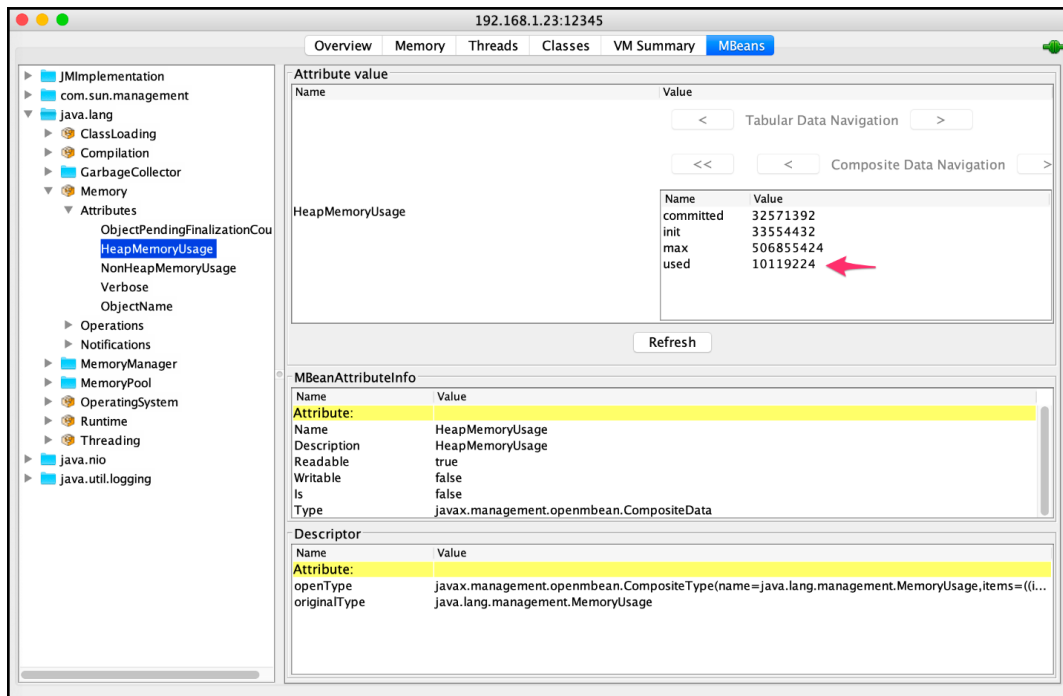 192.168.1.23:12345
Overview Memory Threads Classes VM Summary MBeans
JMImplementation
com.sun.management
java.lang
ClassLoading
Compilation
GarbageCollector
Memory
Attributes
ObjectPendingFinalizationCou
HeapMemoryUsage
NonHeapMemoryUsage
Verbose
ObjectName
Operations
Notifications
MemoryManager
MemoryPool
OperatingSystem
Runtime
Threading
java.nio
java.util.logging
Attribute value
Name Value
< Tabular Data Navigation >
<< < Composite Data Navigation >
HeapMemoryUsage
Name Value
committed 32571392
init 33554432
max 506855424
used 10119224
Refresh
MBeanAttributeInfo
Name Value
Attribute:
Name HeapMemoryUsage
Description HeapMemoryUsage
Readable true
Writable false
Is false
Type javax.management.openmbean.CompositeData
Descriptor
Name Value
Attribute:
openType javax.management.openmbean.CompositeType(name=java.lang.management.MemoryUsage,items=((i...
originalType java.lang.management.MemoryUsage